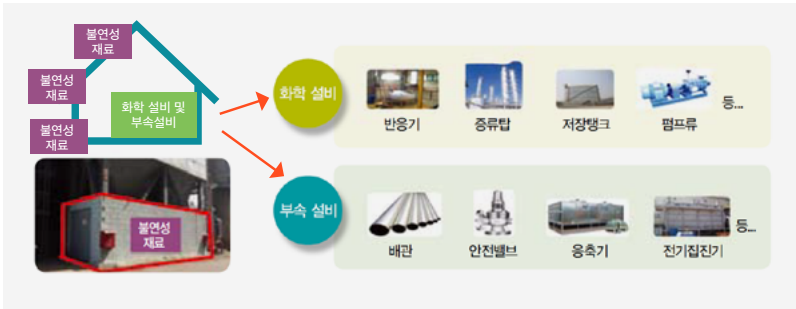 불연성
재료
불연성
재료
화학 설비 및
부속설비
불연성
재료
불연성
재료
화학 설비
반응기
증류탑
저장탱크
펌프류
등...
부속 설비
배관
안전밸브
응축기
전기집진기
등...